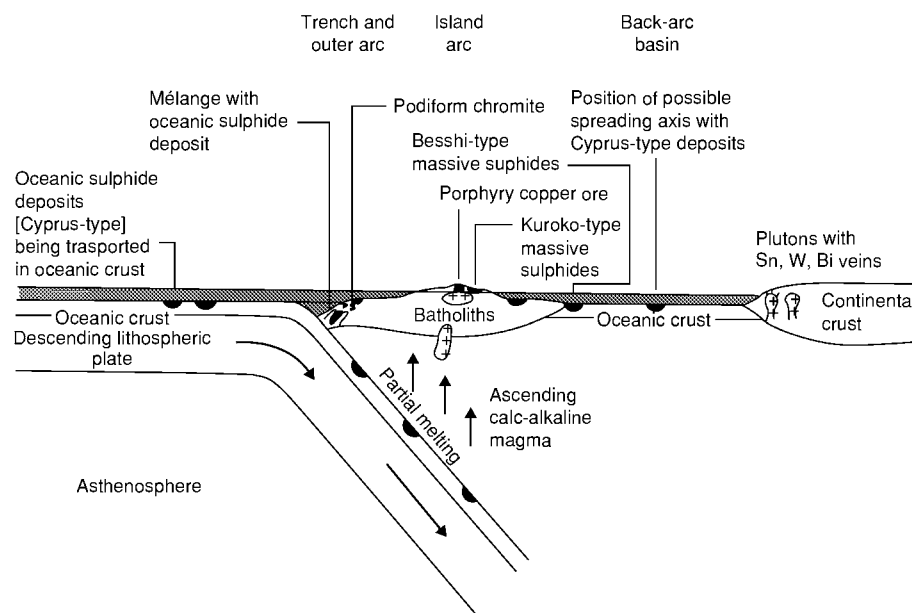 Trench and
outer arc
Island
arc
Back-arc
basin
Mélange with
oceanic sulphide
deposit
Podiform chromite
Besshi-type
massive suphides
Position of possible
spreading axis with
Cyprus-type deposits
Oceanic sulphide
deposits
[Cyprus-type]
being trasported
in oceanic crust
Porphyry copper ore
Kuroko-type
massive
sulphides
Plutons with
Sn, W, Bi veins
Oceanic crust
Batholiths
Oceanic crust
Continenta
crust
Descending lithospheric
plate
Partial melting
Ascending
calc-alkaline
magma
Asthenosphere